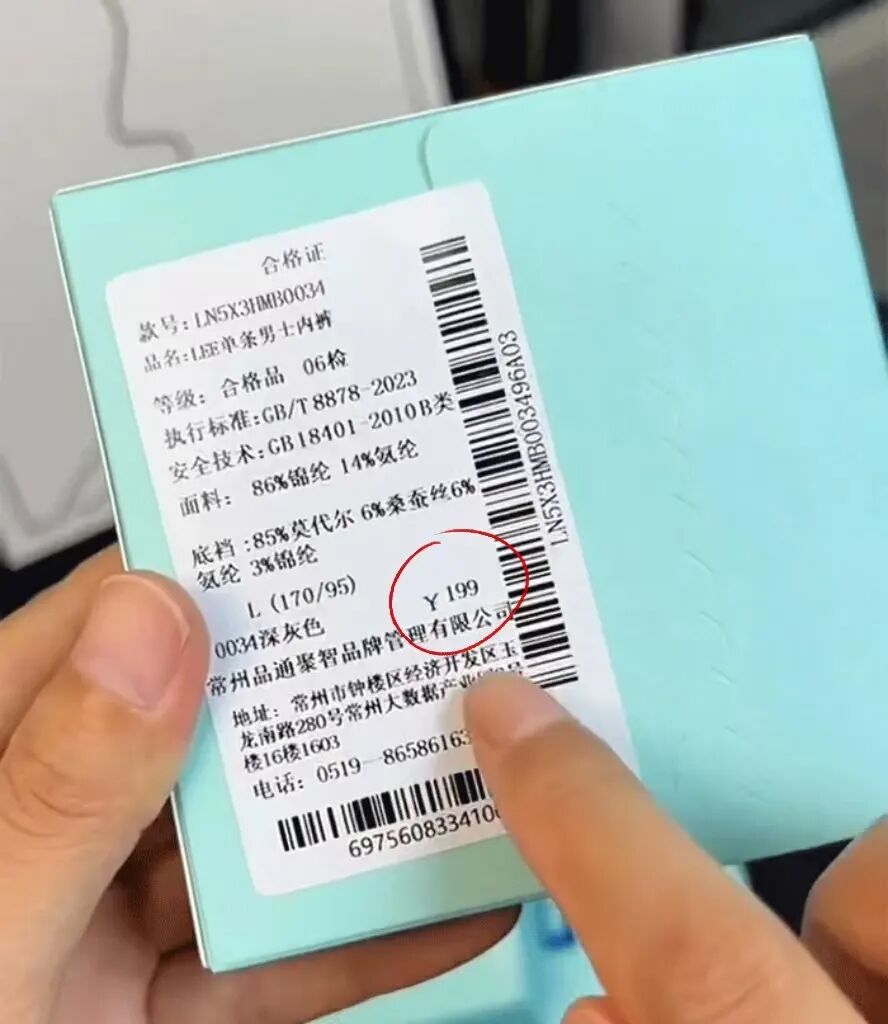 合格证
款号:LN5X3HMB0034
品名:LEE单条男士内裤
等级: 合格品 06检
执行标准:GB/T 8878-2023
安全技术:GB 18401-2010 B类
面料: 86%锦纶 14%氨纶
底裆 :85%莫代尔 6%桑蚕丝6%
氨纶 3%锦纶
L (170/95)
¥199
0034深灰色
常州品通聚智品牌管理有限公司
地址: 常州市钟楼区经济开发区玉
龙南路280号常州大数据产业
楼16楼1603
电话: 0519--8658616
697560833410
LN5X3HMB003496A03